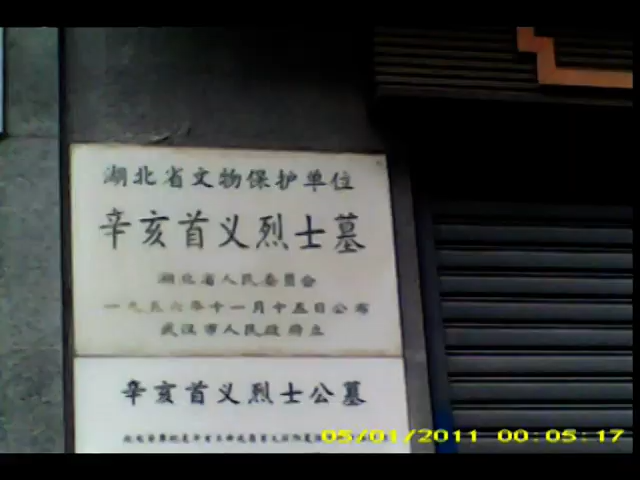 湖北省文物保护单位
辛亥首义烈士墓
湖北省人民委员会
一九五六年十一月十五日公布
武汉市人民政府立
辛亥首义烈士公墓
05/01/2011 00:05:17